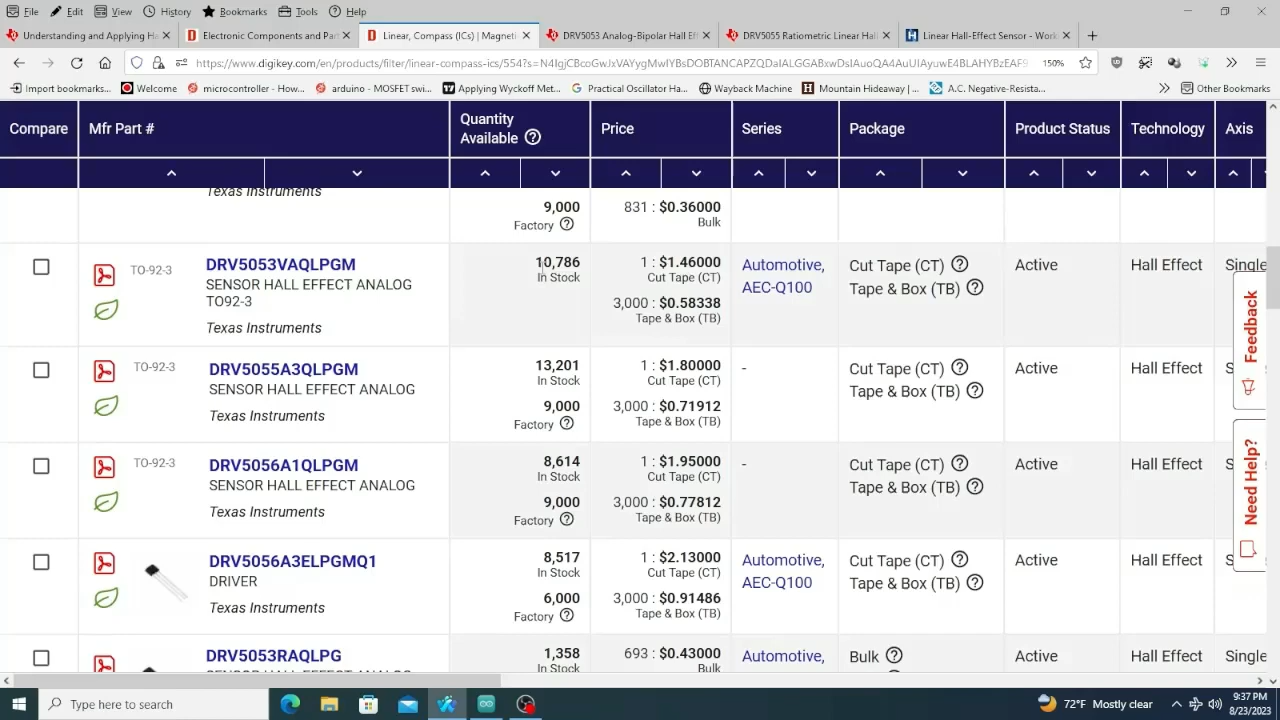 File Edit View History Bookmarks Tools Help
Understanding and Applying Ha
Electronic Components and Part
Linear, Compass (ICs) | Magneti
DRV5053 Analog-Bipolar Hall Eff
DRV5055 Ratiometric Linear Hall
Linear Hall-Effect Sensor - Work
150%
Import bookmarks...
Welcome
microcontroller - How...
arduino - MOSFET swi...
Applying Wyckoff Met...
Practical Oscillator Ha...
Wayback Machine
Mountain Hideaway |...
A.C. Negative-Resista...
Other Bookmarks
Compare
Mfr Part #
Quantity
Available
Price
Series
Package
Product Status
Technology
Axis
Texas Instruments
9,000
Factory
831 : $0.36000
Bulk
TO-92-3
DRV5053VAQLPGM
SENSOR HALL EFFECT ANALOG
TO92-3
Texas Instruments
10,786
In Stock
1 : $1.46000
Cut Tape (CT)
3,000 : $0.58338
Tape & Box (TB)
Automotive,
AEC-Q100
Cut Tape (CT)
Tape & Box (TB)
Active
Hall Effect
Single
TO-92-3
DRV5055A3QLPGM
SENSOR HALL EFFECT ANALOG
Texas Instruments
13,201
In Stock
9,000
Factory
1 : $1.80000
Cut Tape (CT)
3,000 : $0.71912
Tape & Box (TB)
-
Cut Tape (CT)
Tape & Box (TB)
Active
Hall Effect
TO-92-3
DRV5056A1QLPGM
SENSOR HALL EFFECT ANALOG
Texas Instruments
8,614
In Stock
9,000
Factory
1 : $1.95000
Cut Tape (CT)
3,000 : $0.77812
Tape & Box (TB)
-
Cut Tape (CT)
Tape & Box (TB)
Active
Hall Effect
DRV5056A3ELPGMQ1
DRIVER
Texas Instruments
8,517
In Stock
6,000
Factory
1 : $2.13000
Cut Tape (CT)
3,000 : $0.91486
Tape & Box (TB)
Automotive,
AEC-Q100
Cut Tape (CT)
Tape & Box (TB)
Active
Hall Effect
DRV5053RAQLPG
SENSOR HALL EFFECT ANALOG
1,358
In Stock
693 : $0.43000
Bulk
Automotive,
Bulk
Active
Hall Effect
Single
Feedback
Need Help?
Type here to search
72°F Mostly clear
9:37 PM
8/23/2023